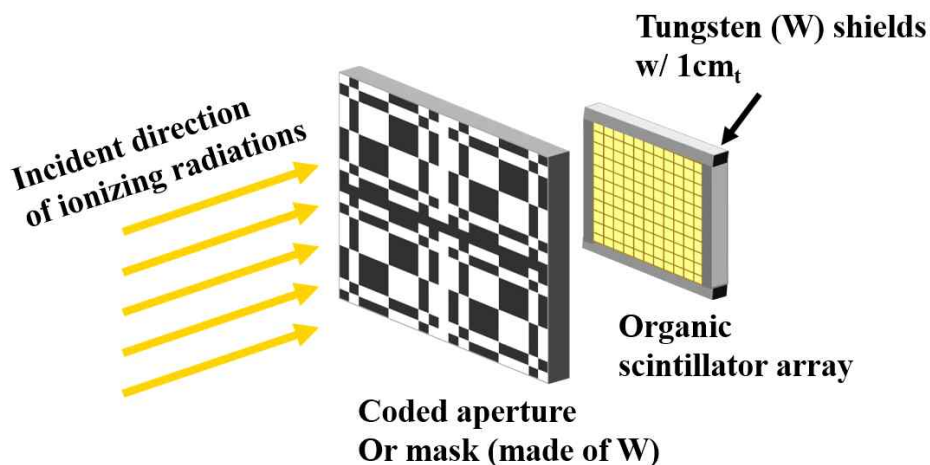 Tungsten (W) shields
w/ 1cmt
Incident direction
of ionizing radiations
Organic
scintillator array
Coded aperture
Or mask (made of W)